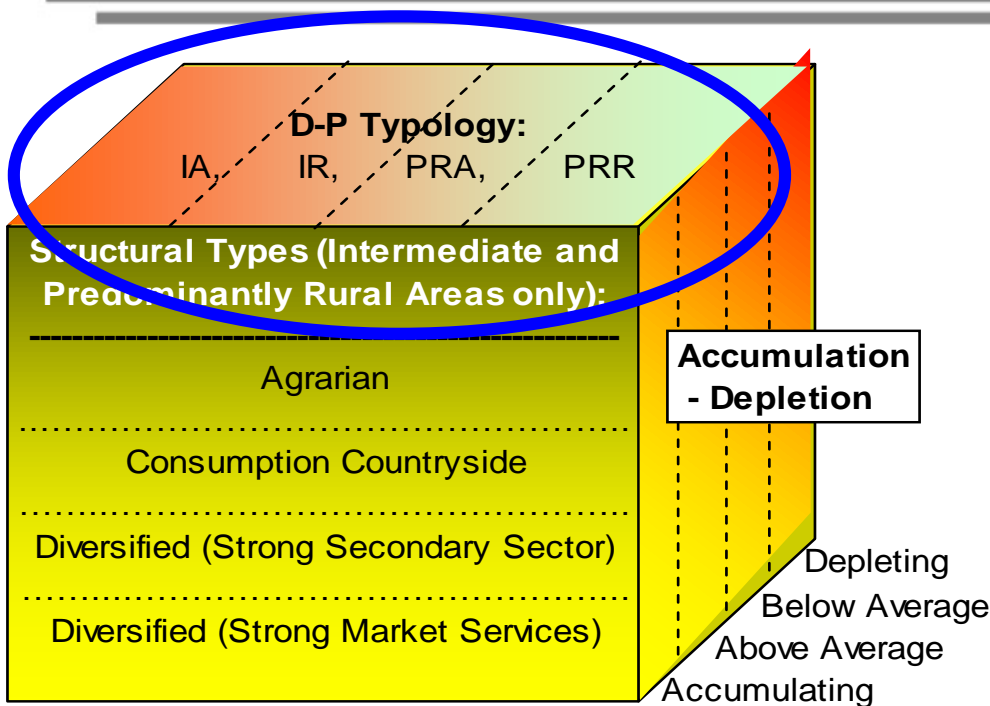 D-P Typology:
IA, IR, PRA, PRR
Structural Types (Intermediate and
Predominantly Rural Areas only):
Agrarian
Consumption Countryside
Diversified (Strong Secondary Sector)
Diversified (Strong Market Services)
Accumulation
- Depletion
Depleting
Below Average
Above Average
Accumulating